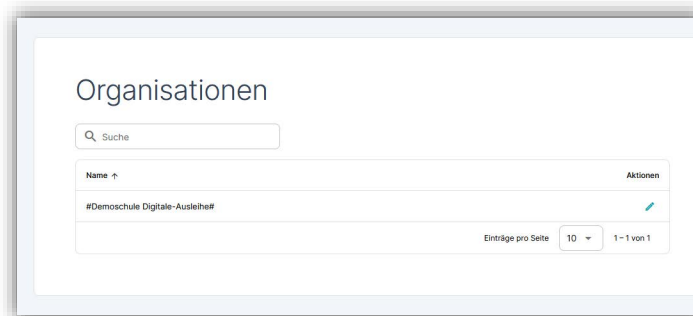 Organisationen
Suche
Name ↑ Aktionen
#Demoschule Digitale-Ausleihe#
Einträge pro Seite 10 1 – 1 von 1